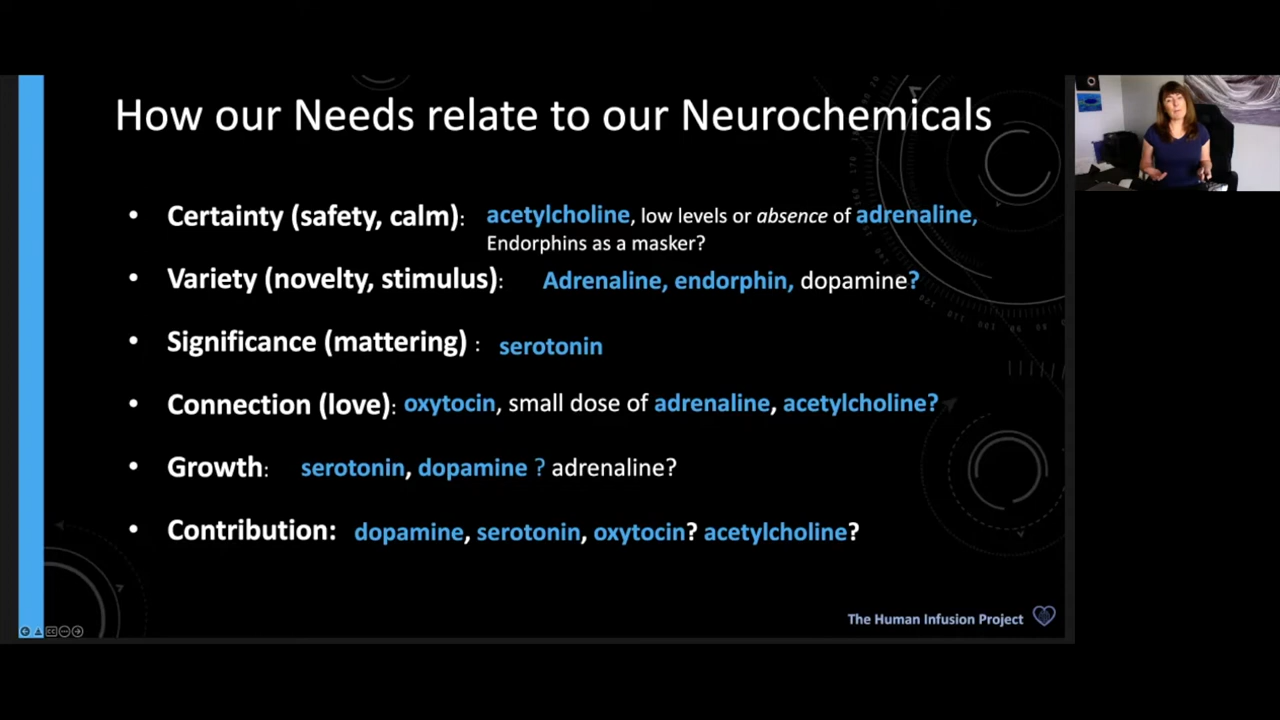 How our Needs relate to our Neurochemicals
• Certainty (safety, calm): acetylcholine, low levels or absence of adrenaline,
Endorphins as a masker?
• Variety (novelty, stimulus): Adrenaline, endorphin, dopamine?
• Significance (mattering) : serotonin
• Connection (love): oxytocin, small dose of adrenaline, acetylcholine?
• Growth: serotonin, dopamine ? adrenaline?
• Contribution: dopamine, serotonin, oxytocin? acetylcholine?
The Human Infusion Project